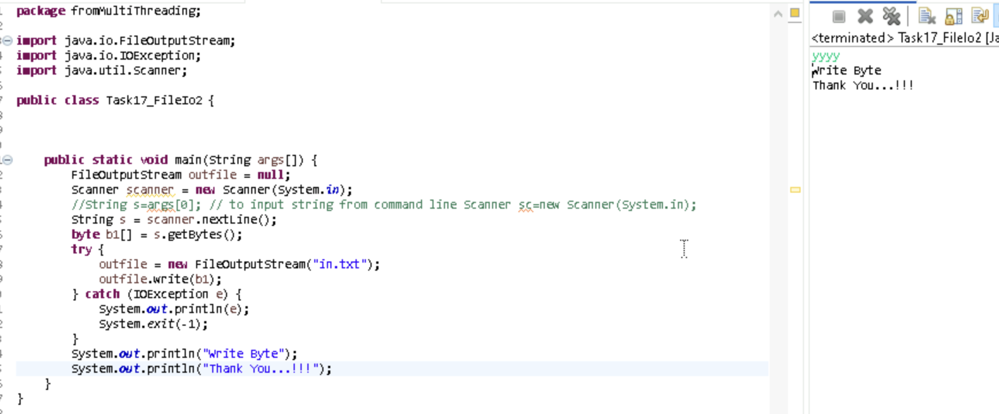 package fromMultiThreading;
import java.io.FileOutputStream;
import java.io.IOException;
import java.util.Scanner;
public class Task17_FileIo2 {
public static void main(String args[]) {
FileOutputStream outfile = null;
Scanner scanner = new Scanner(System.in);
//String s=args[0]; // to input string from command line Scanner sc=new Scanner(System.in);
String s = scanner.nextLine();
byte b1[] = s.getBytes();
try {
outfile = new FileOutputStream("in.txt");
outfile.write(b1);
} catch (IOException e) {
System.out.println(e);
System.exit(-1);
}
System.out.println("Write Byte");
System.out.println("Thank You...!!!");
}
}
<terminated> Task17_FileIo2 [Ja
yyyy
Write Byte
Thank You...!!!